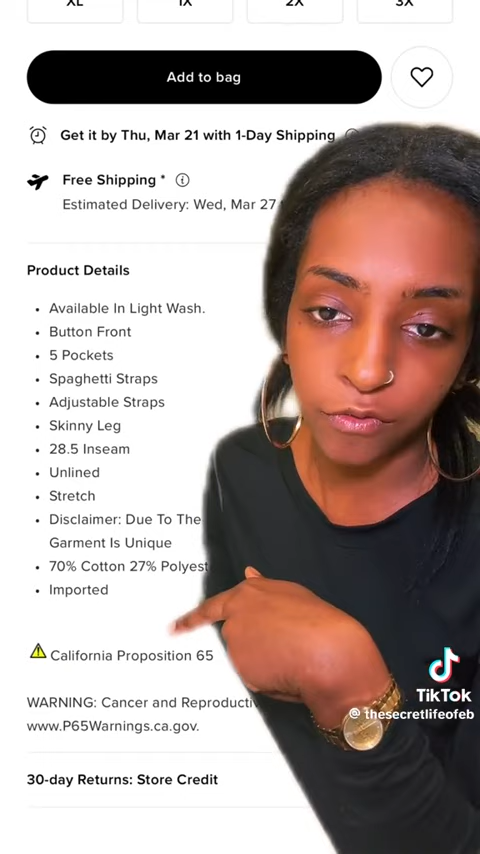 XL 1X 2X 3X
Add to bag
Get it by Thu, Mar 21 with 1-Day Shipping
Free Shipping *
Estimated Delivery: Wed, Mar 27
Product Details
• Available In Light Wash.
• Button Front
• 5 Pockets
• Spaghetti Straps
• Adjustable Straps
• Skinny Leg
• 28.5 Inseam
• Unlined
• Stretch
• Disclaimer: Due To The
Garment Is Unique
• 70% Cotton 27% Polyest
• Imported
California Proposition 65
WARNING: Cancer and Reproductiv
www.P65Warnings.ca.gov.
30-day Returns: Store Credit
TikTok
@ thesecretlifeofeb